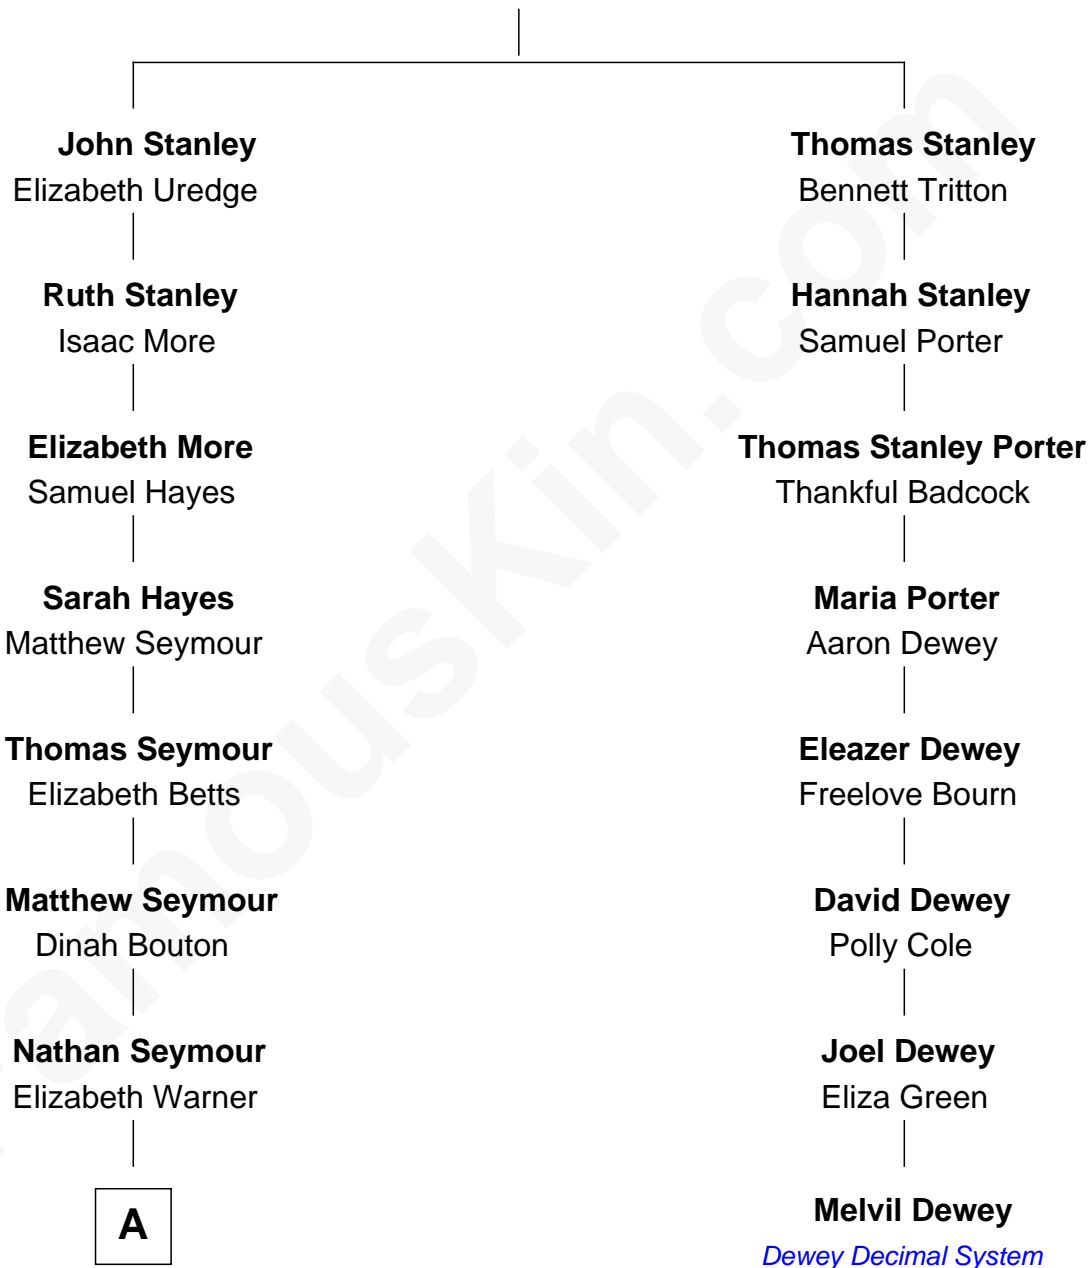 John Stanley
Elizabeth Uredge
Ruth Stanley
Isaac More
Elizabeth More
Samuel Hayes
Sarah Hayes
Matthew Seymour
Thomas Seymour
Elizabeth Betts
Matthew Seymour
Dinah Bouton
Nathan Seymour
Elizabeth Warner
A
Thomas Stanley
Bennett Tritton
Hannah Stanley
Samuel Porter
Thomas Stanley Porter
Thankful Badcock
Maria Porter
Aaron Dewey
Eleazer Dewey
Freelove Bourn
David Dewey
Polly Cole
Joel Dewey
Eliza Green
Melvil Dewey
Dewey Decimal System
FamousKin.com